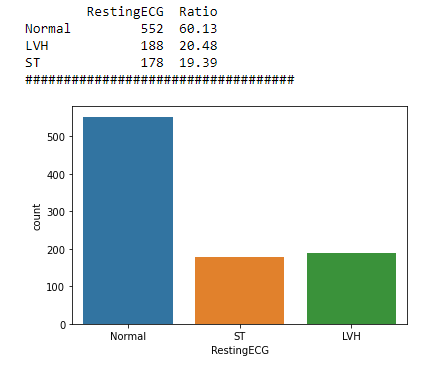 RestingECG Ratio
Normal 552 60.13
LVH 188 20.48
ST 178 19.39
###################################
500
400
300
200
100
0
count
Normal ST LVH
RestingECG